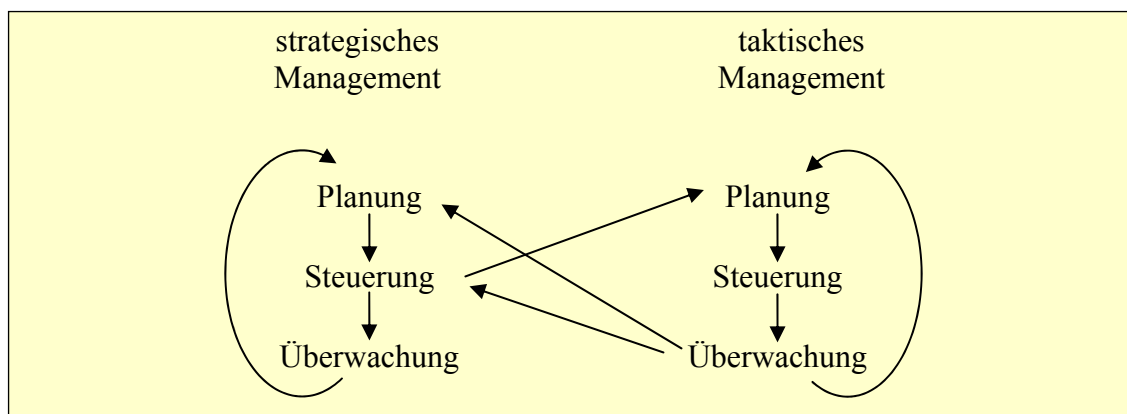 strategisches
Management
taktisches
Management
Planung
Planung
Steuerung
Steuerung
Überwachung
Überwachung